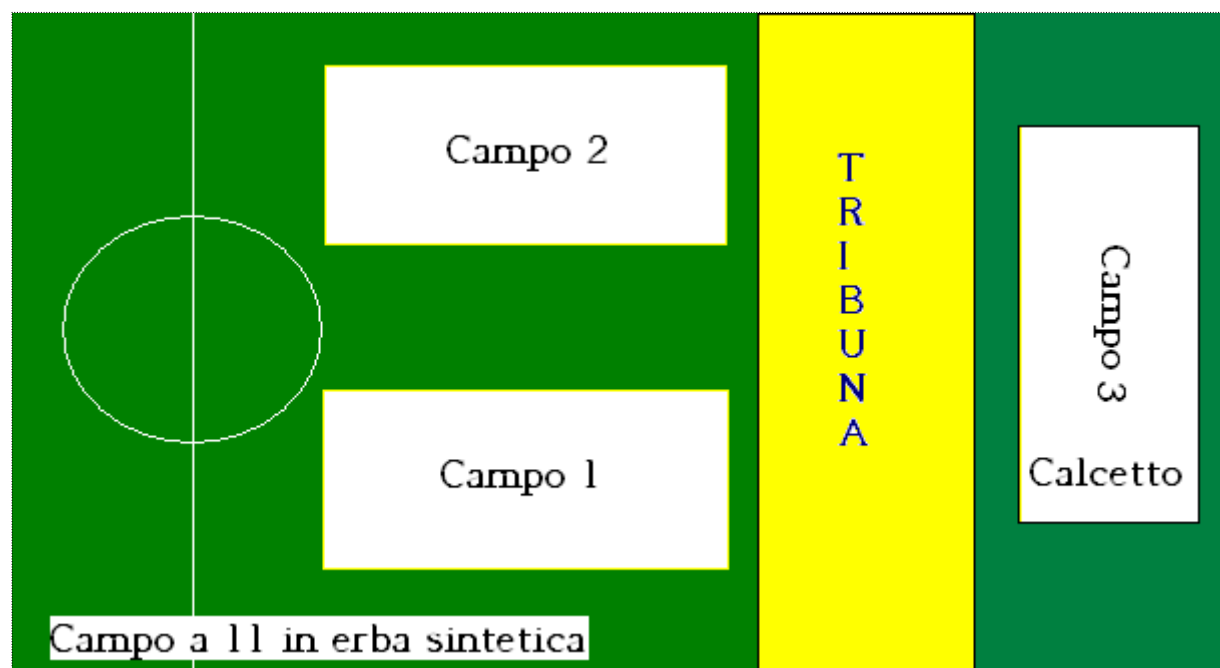 Campo 2
TRIBUNA
Campo 3
Campo 1
Calcetto
Campo a 11 in erba sintetica